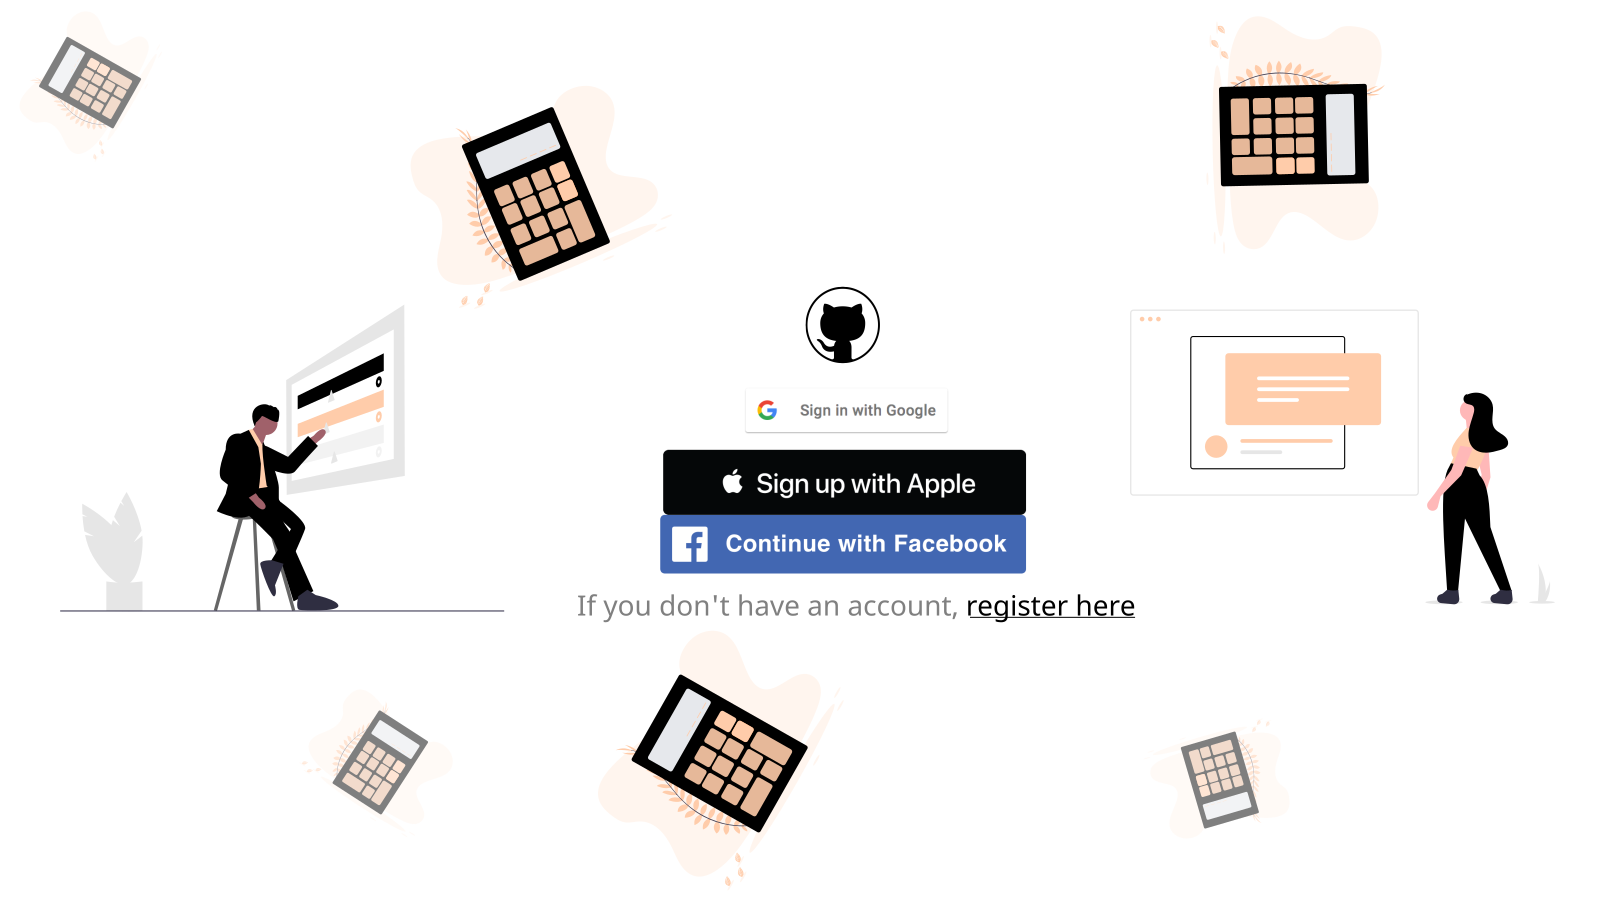 Sign in with Google
Sign up with Apple
Continue with Facebook
If you don't have an account, register here